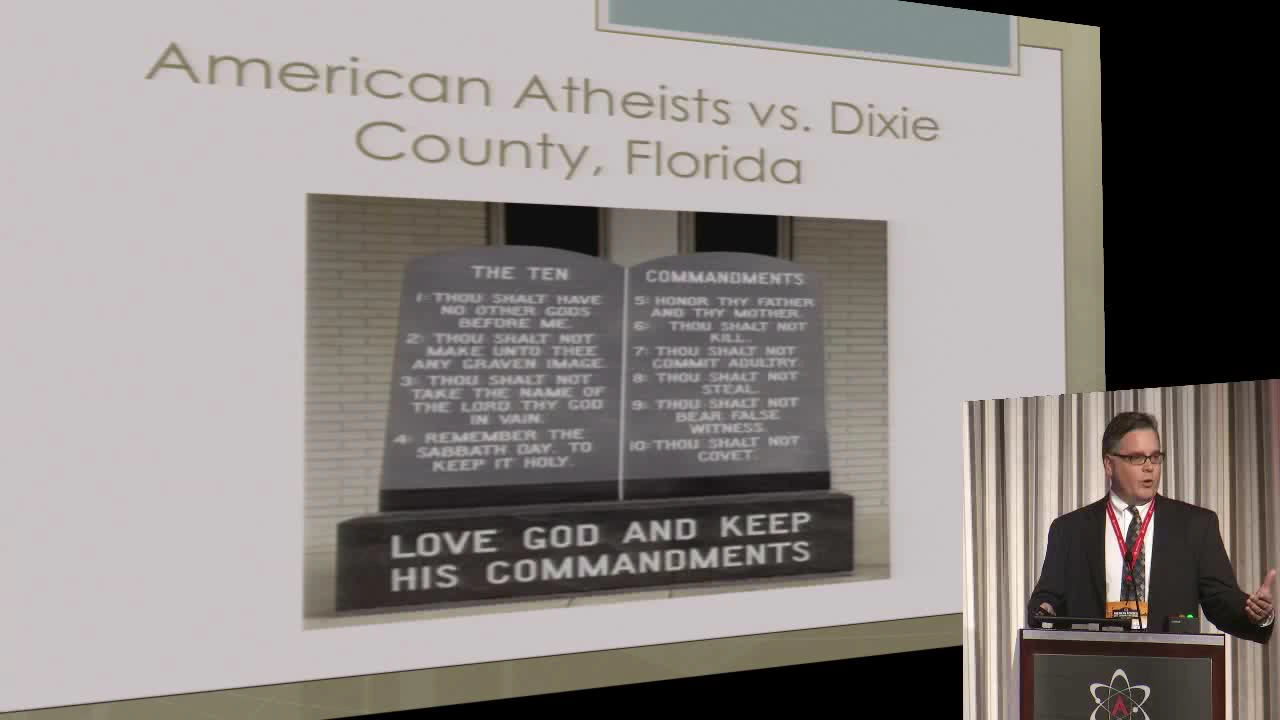 American Atheists vs. Dixie
County, Florida
THE TEN
1: THOU SHALT HAVE
NO OTHER GODS
BEFORE ME.
2: THOU SHALT NOT
MAKE UNTO THEE
ANY GRAVEN IMAGE.
3: THOU SHALT NOT
TAKE THE NAME OF
THE LORD THY GOD
IN VAIN.
4: REMEMBER THE
SABBATH DAY, TO
KEEP IT HOLY.
COMMANDMENTS
5: HONOR THY FATHER
AND THY MOTHER.
6: THOU SHALT NOT
KILL.
7: THOU SHALT NOT
COMMIT ADULTRY
8: THOU SHALT NOT
STEAL.
9: THOU SHALT NOT
BEAR FALSE
WITNESS.
10: THOU SHALT NOT
COVET.
LOVE GOD AND KEEP
HIS COMMANDMENTS
A